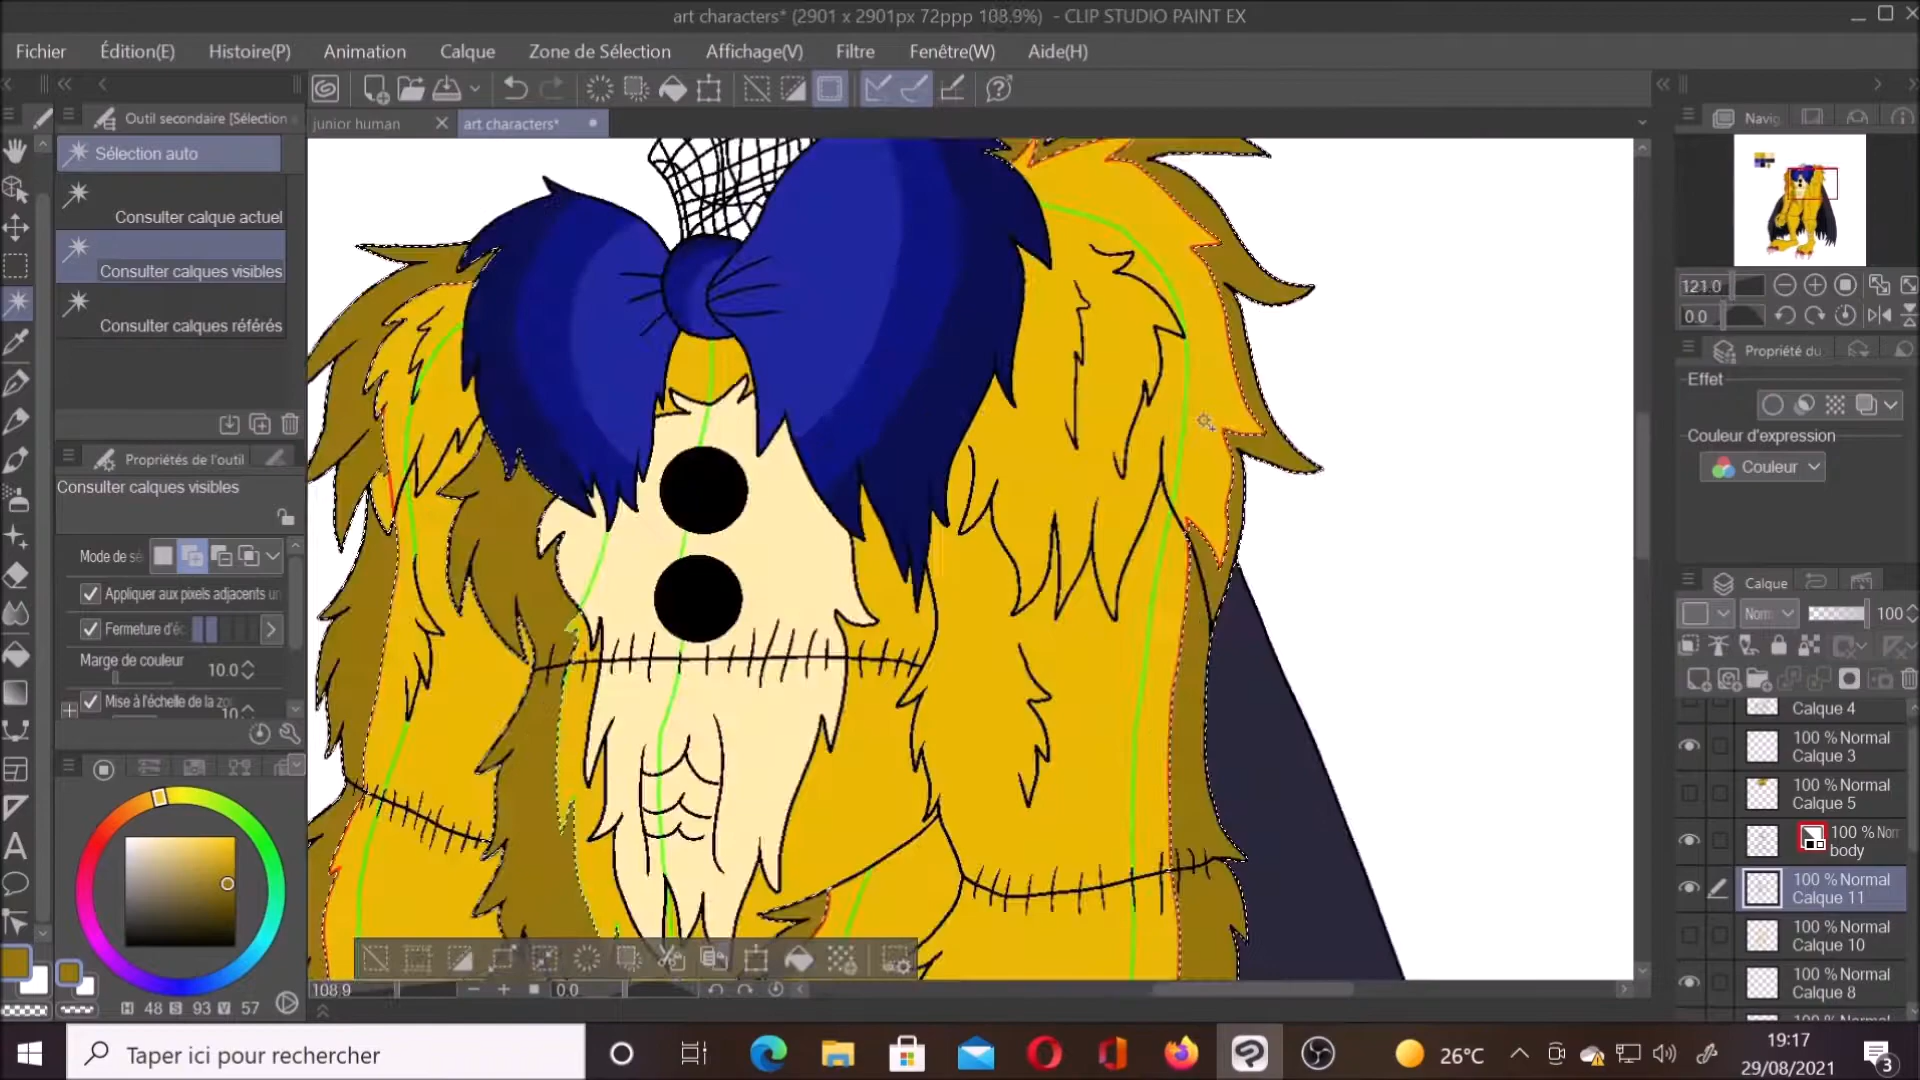 art characters* (2901 x 2901px 72ppp 108.9%) - CLIP STUDIO PAINT EX
Fichier Édition(E) Histoire(P) Animation Calque Zone de Sélection Affichage(V) Filtre Fenêtre(W) Aide(H)
Outil secondaire [Sélection
junior human
art characters*
Navig
Sélection auto
Consulter calque actuel
Consulter calques visibles
Consulter calques référés
121.0
0.0
Propriété du
Effet
Couleur d'expression
Couleur
Propriétés de l'outil
Consulter calques visibles
Mode de sé
Appliquer aux pixels adjacents un
Fermeture d'é
Marge de couleur 10.0
Mise à l'échelle de la zo
10
Calque
Norm 100
Calque 4
100 % Normal
Calque 3
100 % Normal
Calque 5
100 % Norr
body
100 % Normal
Calque 11
100 % Normal
Calque 10
100 % Normal
Calque 8
H 48 S 93 V 57
108.9 0.0
Taper ici pour rechercher
26°C
19:17
29/08/2021
3